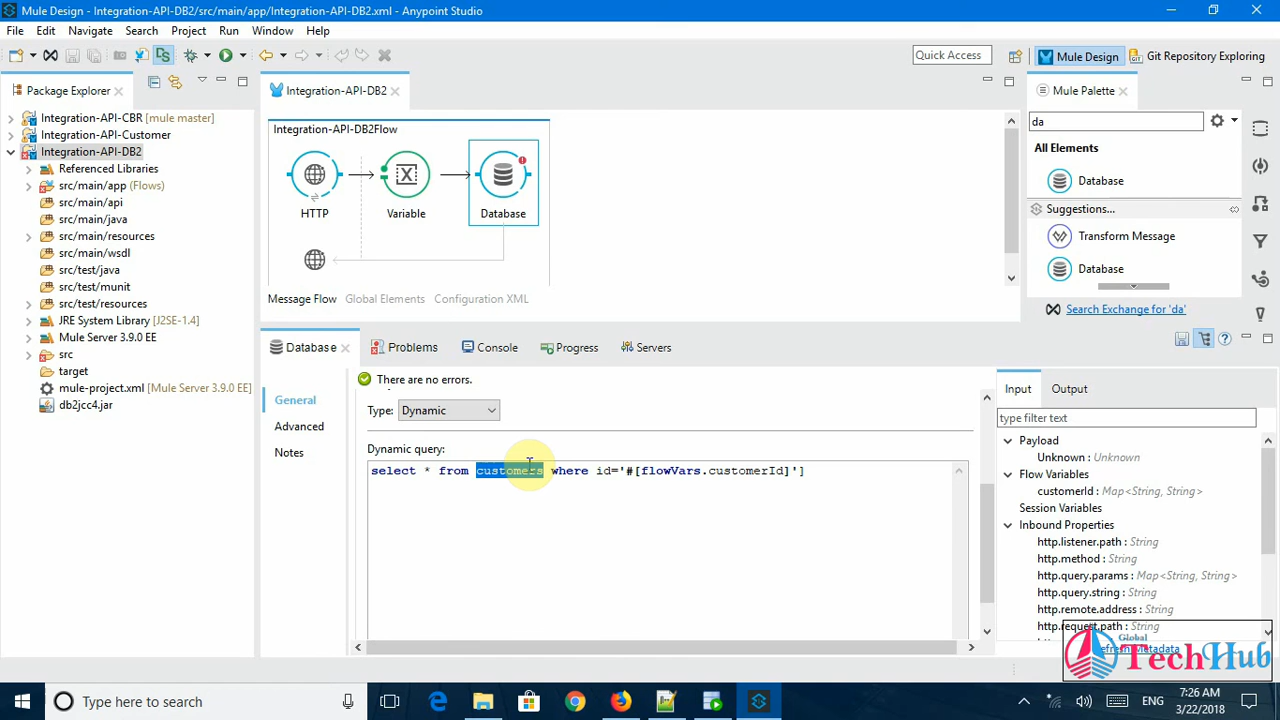 Mule Design - Integration-API-DB2/src/main/app/Integration-API-DB2.xml - Anypoint Studio
File Edit Navigate Search Project Run Window Help
Quick Access
Mule Design
Git Repository Exploring
Package Explorer
Integration-API-CBR [mule master]
Integration-API-Customer
Integration-API-DB2
Referenced Libraries
src/main/app (Flows)
src/main/api
src/main/java
src/main/resources
src/main/wsdl
src/test/java
src/test/munit
src/test/resources
JRE System Library [J2SE-1.4]
Mule Server 3.9.0 EE
src
target
mule-project.xml [Mule Server 3.9.0 EE]
db2jcc4.jar
Integration-API-DB2
Integration-API-DB2Flow
HTTP
Variable
Database
Message Flow Global Elements Configuration XML
Mule Palette
da
All Elements
Database
Suggestions...
Transform Message
Database
Search Exchange for 'da'
Database Problems Console Progress Servers
General
Advanced
Notes
There are no errors.
Type: Dynamic
Dynamic query:
select * from customers where id='#[flowVars.customerId]'
Input Output
type filter text
Payload
Unknown : Unknown
Flow Variables
customerId : Map<String, String>
Session Variables
Inbound Properties
http.listener.path : String
http.method : String
http.query.params : Map<String, String>
http.query.string : String
http.remote.address : String
http.request.path : String
Refresh Metadata
Global
TechHub
Type here to search
ENG
7:26 AM
3/22/2018